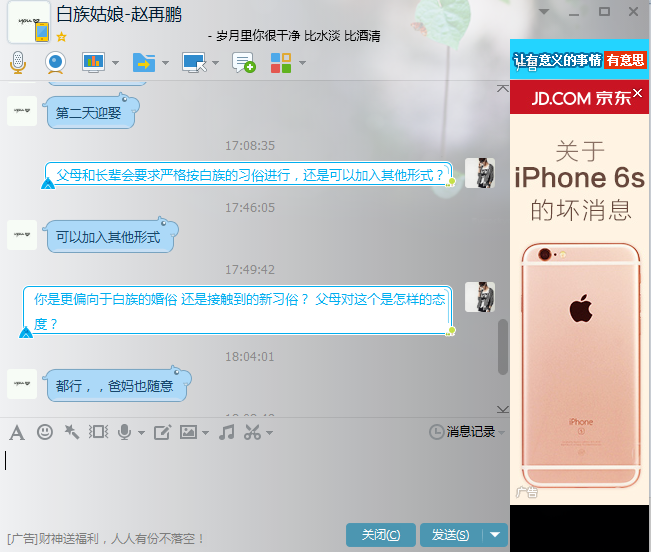 白族姑娘-赵再鹏
- 岁月里你很干净 比水淡 比酒清
第二天迎娶
17:08:35
父母和长辈会要求严格按白族的习俗进行，还是可以加入其他形式？
17:46:05
可以加入其他形式
17:49:42
你是更偏向于白族的婚俗 还是接触到的新习俗？ 父母对这个是怎样的态
度？
18:04:01
都行，，爸妈也随意
消息记录
[广告]财神送福利，人人有份不落空！
关闭(C)
发送(S)
让有意义的事情 有意思
广告
JD.COM 京东
关于
iPhone 6s
的坏消息
iPhone
S
广告